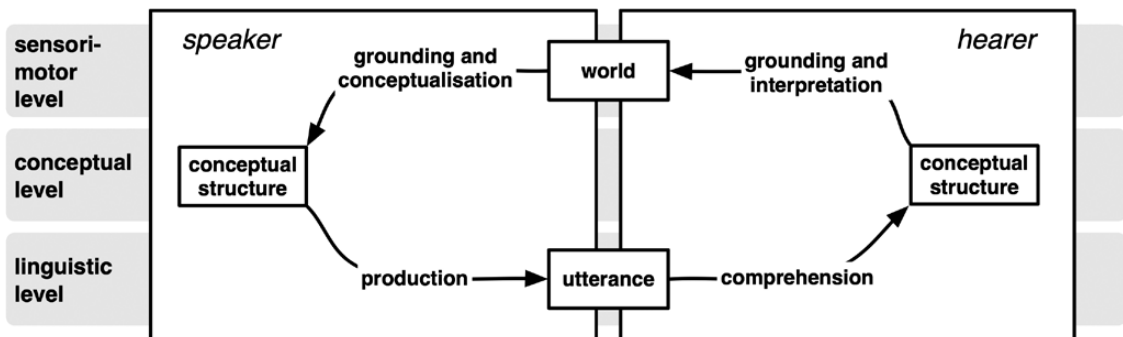 sensori-
motor
level
speaker
grounding and
conceptualisation
world
grounding and
interpretation
hearer
conceptual
level
conceptual
structure
conceptual
structure
linguistic
level
production
utterance
comprehension